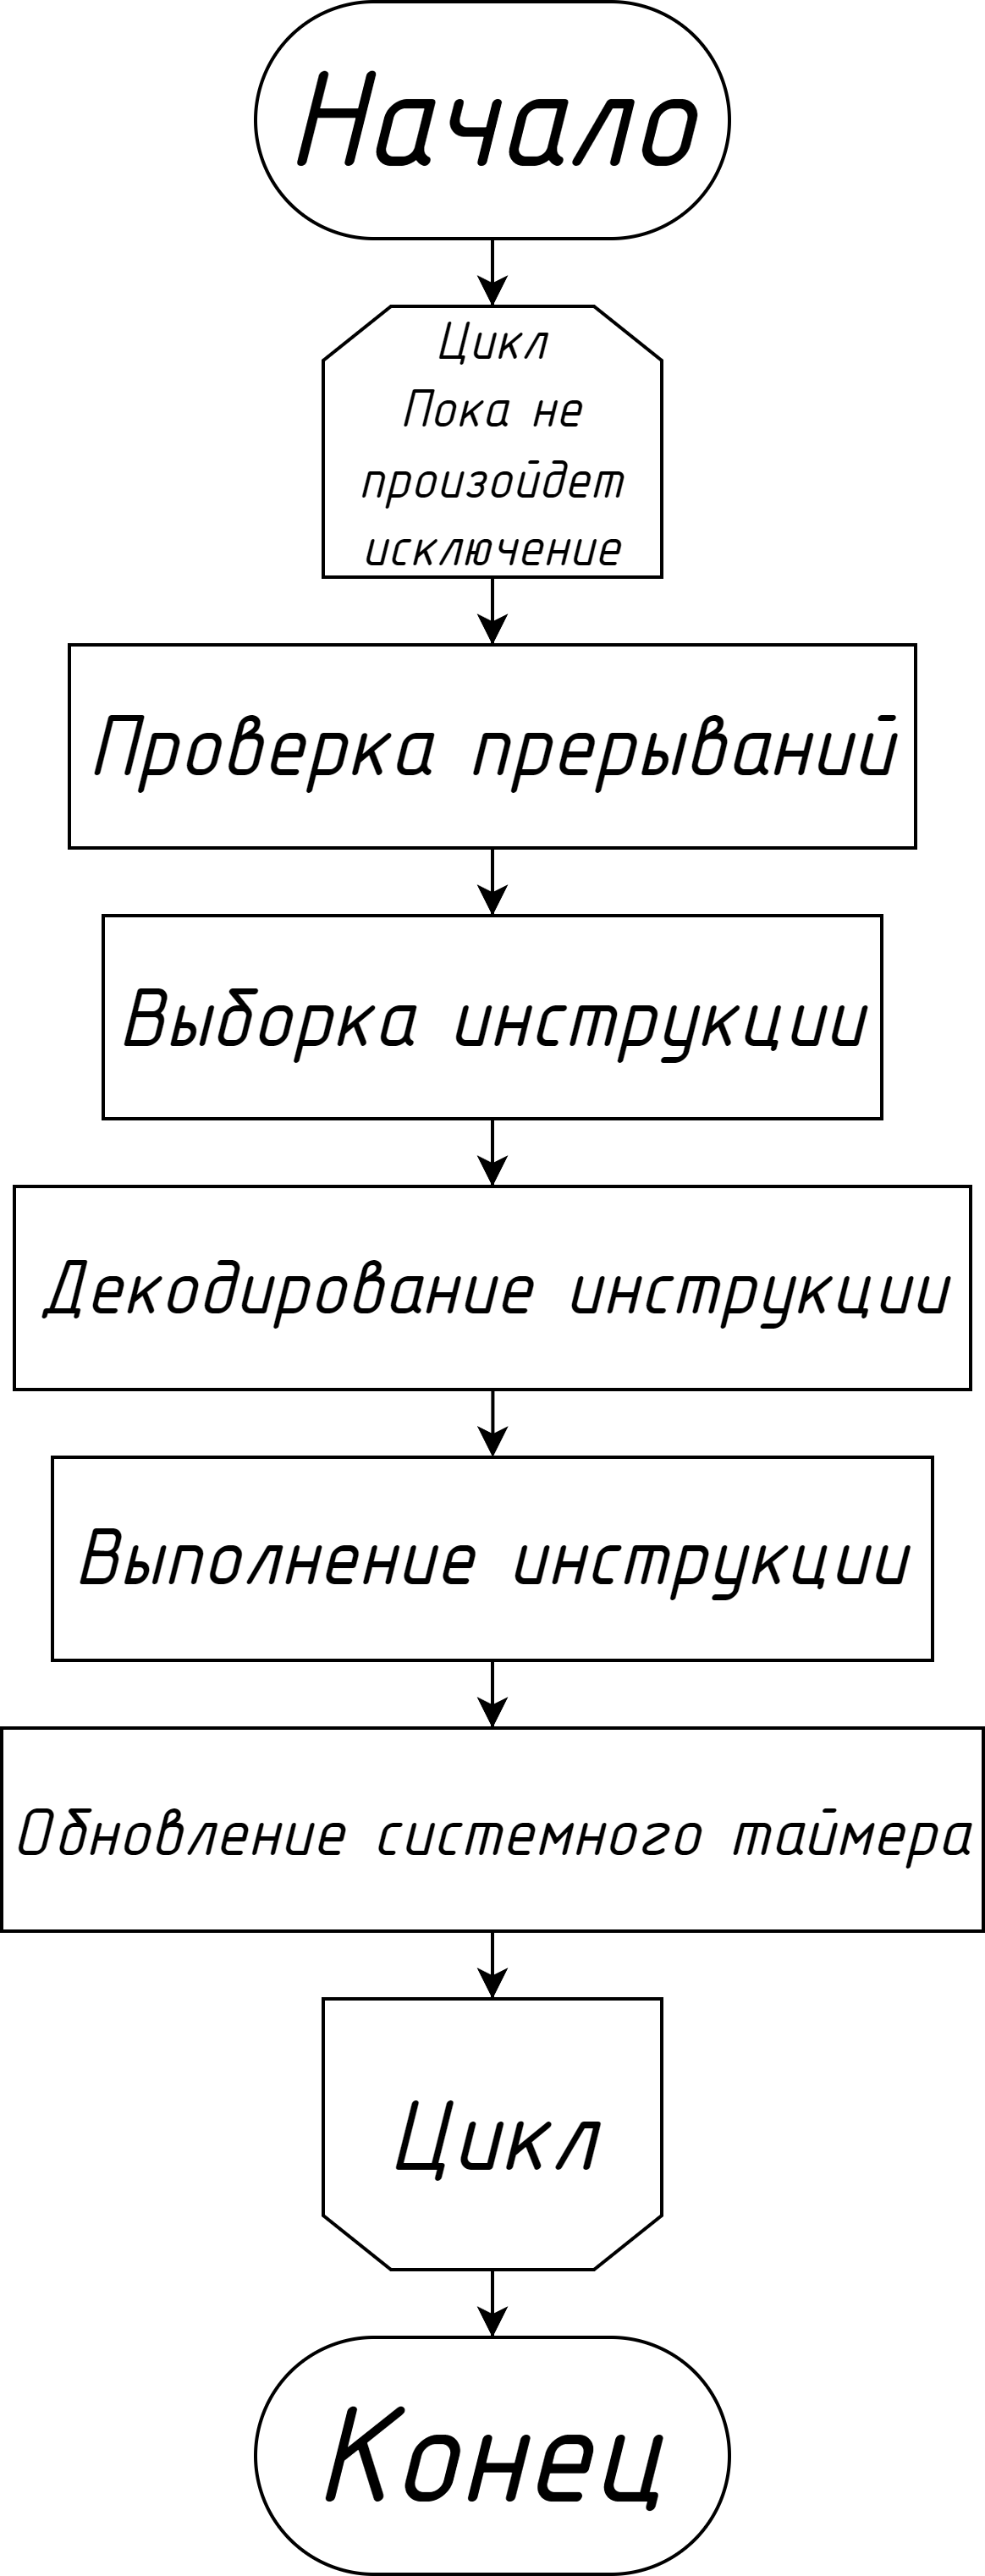 Начало
Цикл
Пока не
произойдет
исключение
Проверка прерываний
Выборка инструкции
Декодирование инструкции
Выполнение инструкции
Обновление системного таймера
Цикл
Конец